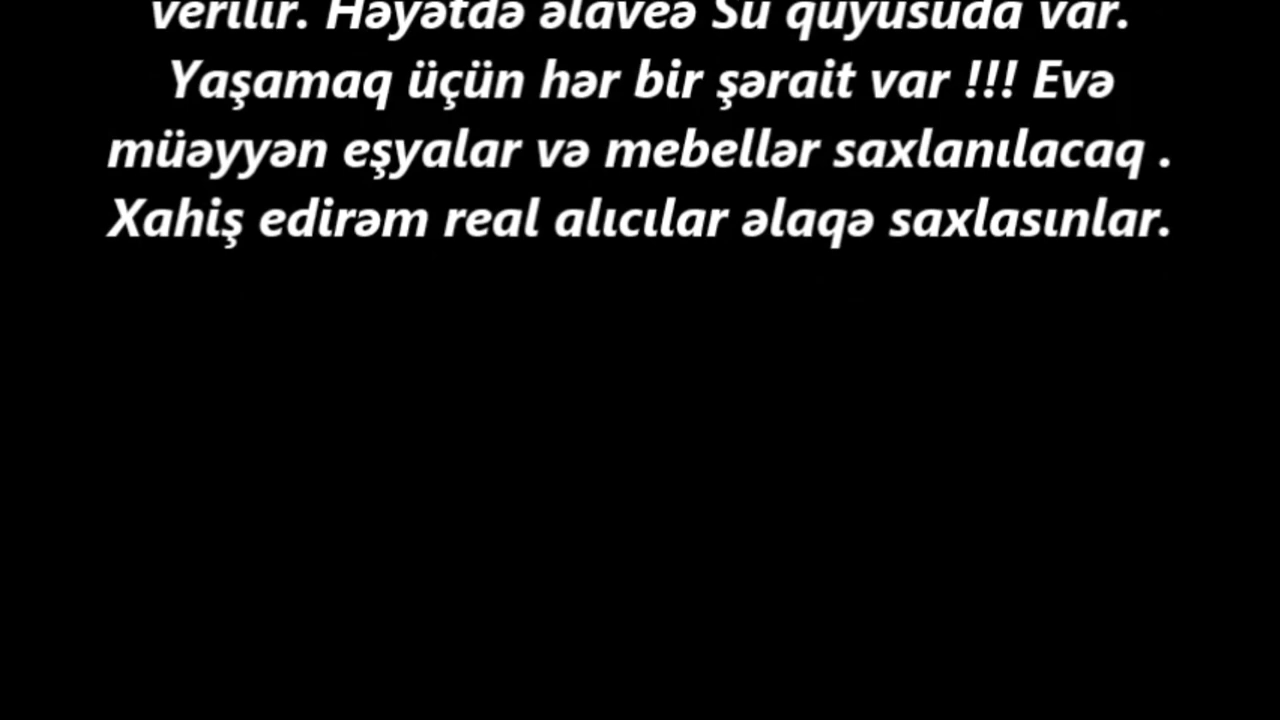 verilir. Həyətdə əlaveə Su quyusuda var.
Yaşamaq üçün hər bir şərait var !!! Evə
müəyyən eşyalar və mebellər saxlanılacaq .
Xahiş edirəm real alıcılar əlaqə saxlasınlar.